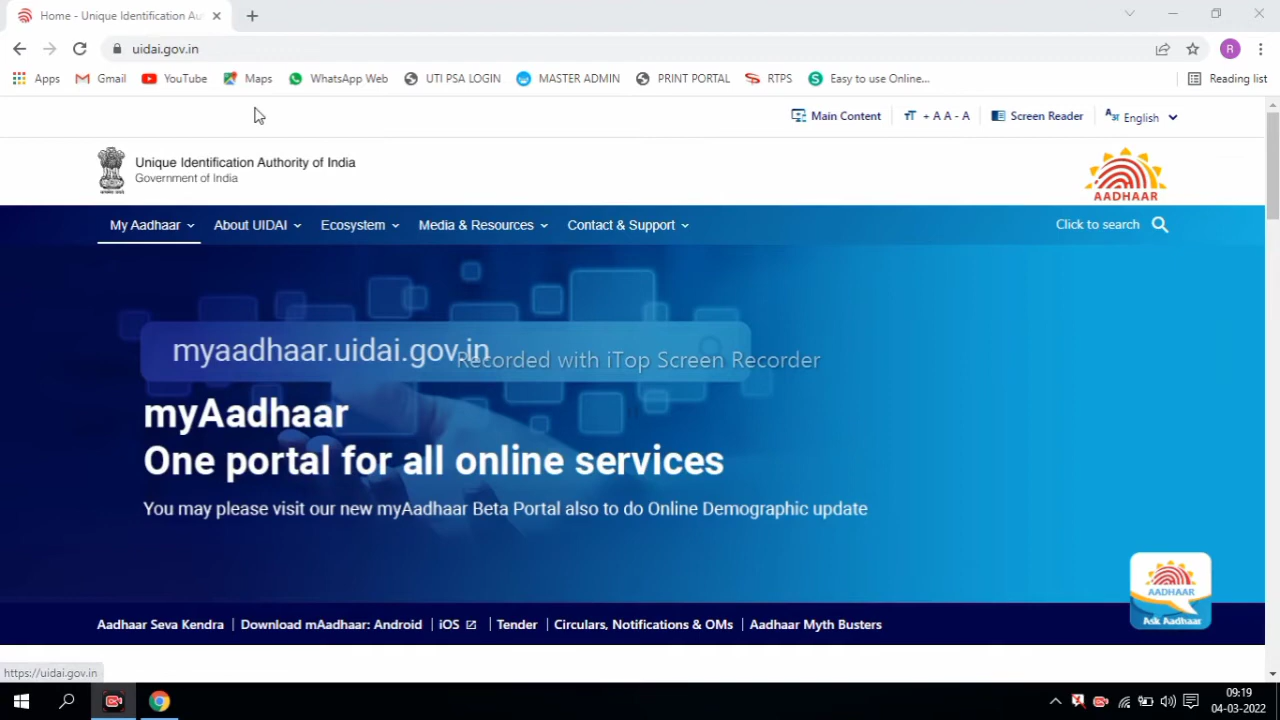 Home - Unique Identification Au
uidai.gov.in
R
Apps Gmail YouTube Maps WhatsApp Web UTI PSA LOGIN MASTER ADMIN PRINT PORTAL RTPS Easy to use Online... Reading list
Main Content + A A - A Screen Reader English
Unique Identification Authority of India
Government of India
AADHAAR
My Aadhaar About UIDAI Ecosystem Media & Resources Contact & Support Click to search
myaadhaar.uidai.gov.in
Recorded with iTop Screen Recorder
myAadhaar
One portal for all online services
You may please visit our new myAadhaar Beta Portal also to do Online Demographic update
AADHAAR
Ask Aadhaar
Aadhaar Seva Kendra | Download mAadhaar: Android | iOS | Tender | Circulars, Notifications & OMs | Aadhaar Myth Busters
https://uidai.gov.in
09:19
04-03-2022